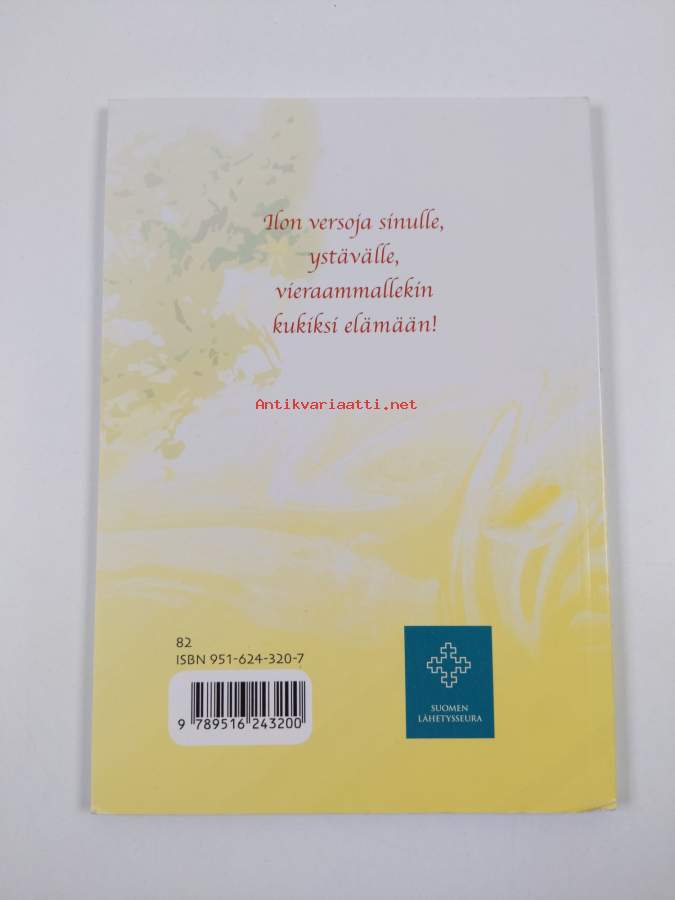 Ilon versoja sinulle,
ystävälle,
vieraammallekin
kukiksi elämään!
Antikvariaatti.net
82
ISBN 951-624-320-7
9 789516 243200
SUOMEN
LÄHETYSSEURA